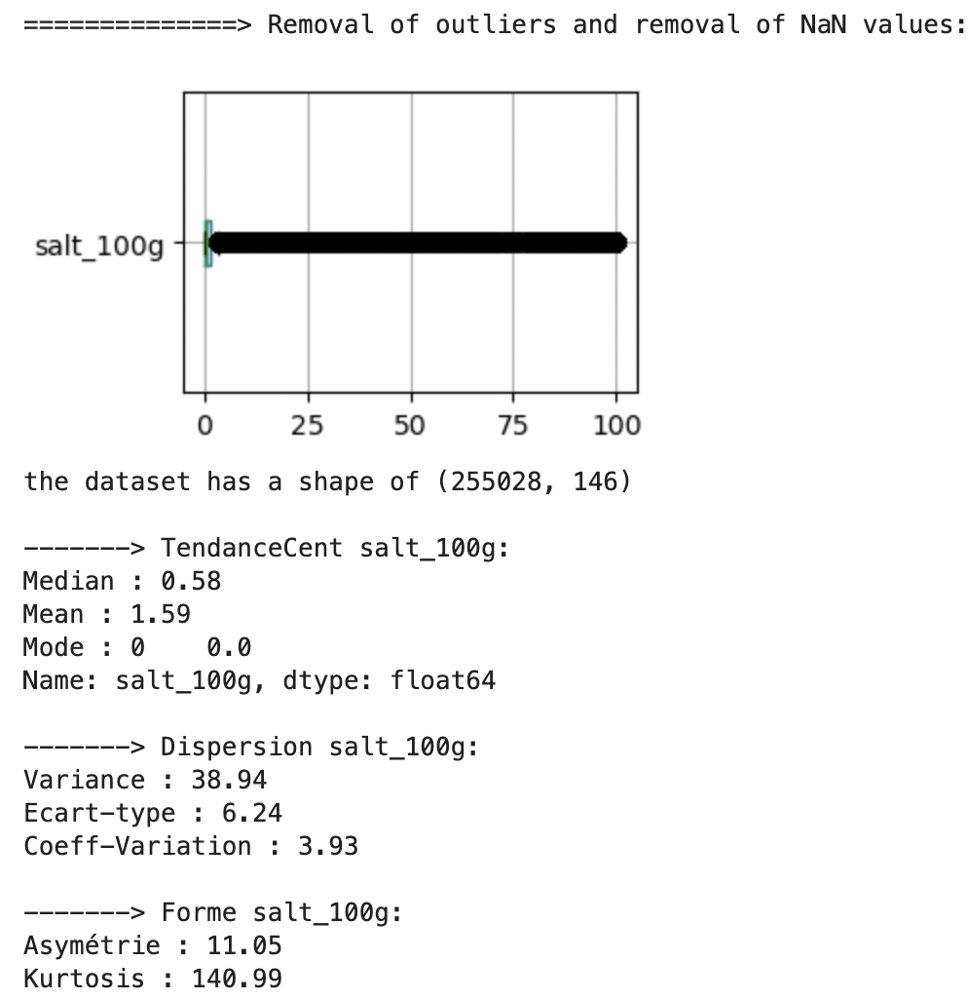 ==============> Removal of outliers and removal of NaN values:
salt_100g
0 25 50 75 100
the dataset has a shape of (255028, 146)
-------> TendanceCent salt_100g:
Median : 0.58
Mean : 1.59
Mode : 0    0.0
Name: salt_100g, dtype: float64
-------> Dispersion salt_100g:
Variance : 38.94
Ecart-type : 6.24
Coeff-Variation : 3.93
-------> Forme salt_100g:
Asymétrie : 11.05
Kurtosis : 140.99